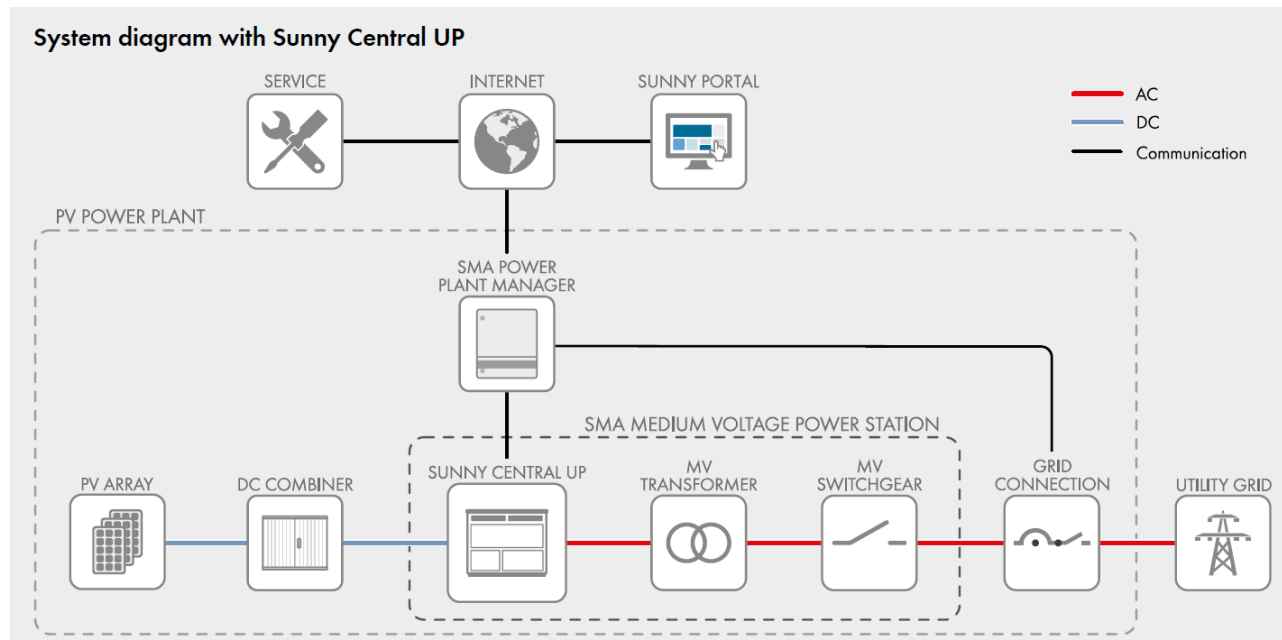 System diagram with Sunny Central UP
SERVICE
INTERNET
SUNNY PORTAL
AC
DC
Communication
PV POWER PLANT
SMA POWER
PLANT MANAGER
SMA MEDIUM VOLTAGE POWER STATION
PV ARRAY
DC COMBINER
SUNNY CENTRAL UP
MV
TRANSFORMER
MV
SWITCHGEAR
GRID
CONNECTION
UTILITY GRID